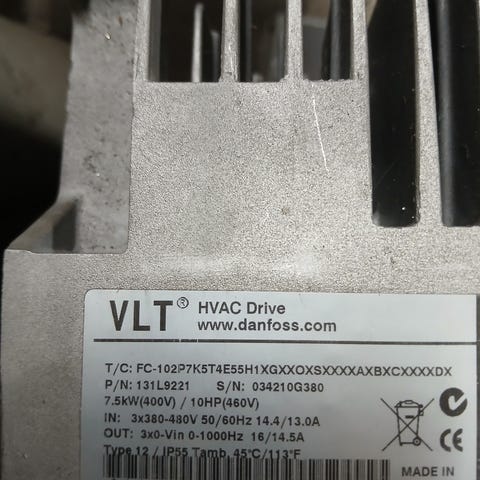 VLT® HVAC Drive
www.danfoss.com
T/C: FC-102P7K5T4E55H1XGXXOXSXXXXAXBXCXXXXDX
P/N: 131L9221 S/N: 034210G380
7.5kW(400V) / 10HP(460V)
IN: 3x380-480V 50/60Hz 14.4/13.0A
OUT: 3x0-Vin 0-1000Hz 16/14.5A
Type 12 / IP55 Tamb. 45°C/113°F
CE
MADE IN